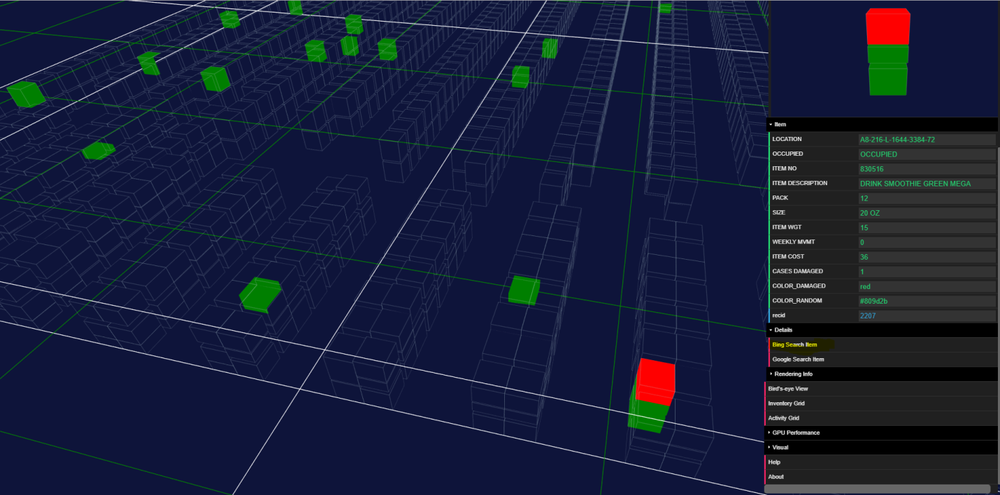 Item
LOCATION A8-216-L-1644-3384-72
OCCUPIED OCCUPIED
ITEM NO 830516
ITEM DESCRIPTION DRINK SMOOTHIE GREEN MEGA
PACK 12
SIZE 20 OZ
ITEM WGT 15
WEEKLY MVMT 0
ITEM COST 36
CASES DAMAGED 1
COLOR_DAMAGED red
COLOR_RANDOM #809d2b
recid 2207
Details
Bing Search Item
Google Search Item
Rendering Info
Bird's-eye View
Inventory Grid
Activity Grid
GPU Performance
Visual
Help
About